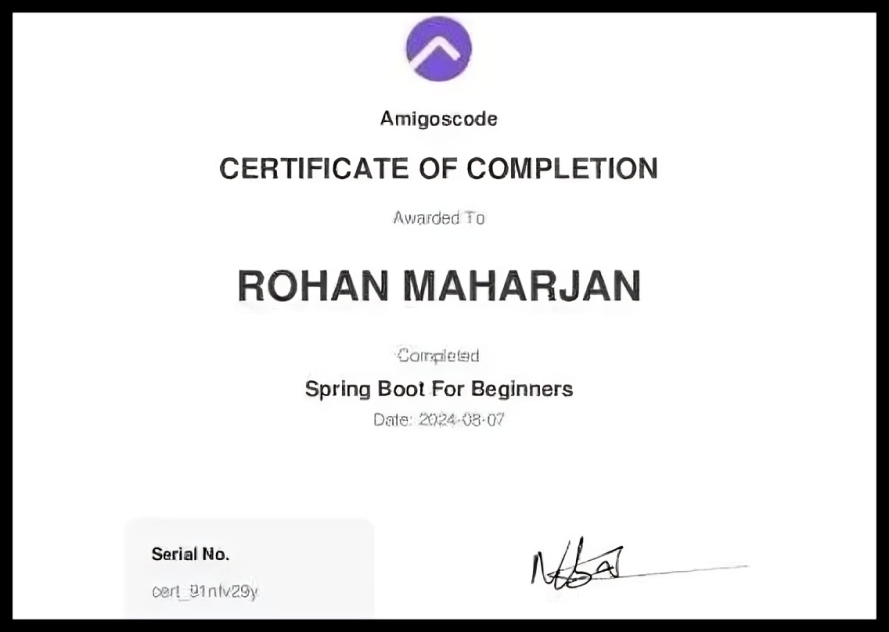 Amigoscode
CERTIFICATE OF COMPLETION
Awarded To
ROHAN MAHARJAN
Completed
Spring Boot For Beginners
Date: 2024-08-07
Serial No.